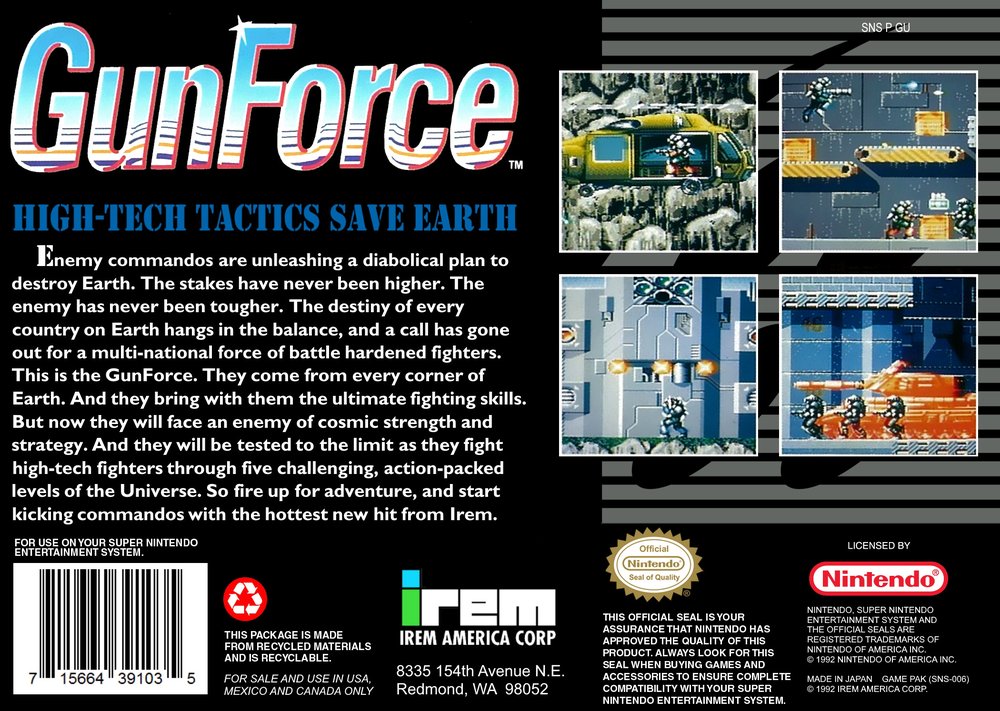 SNS P GU
GunForce™
HIGH-TECH TACTICS SAVE EARTH
Enemy commandos are unleashing a diabolical plan to
destroy Earth. The stakes have never been higher. The
enemy has never been tougher. The destiny of every
country on Earth hangs in the balance, and a call has gone
out for a multi-national force of battle hardened fighters.
This is the GunForce. They come from every corner of
Earth. And they bring with them the ultimate fighting skills.
But now they will face an enemy of cosmic strength and
strategy. And they will be tested to the limit as they fight
high-tech fighters through five challenging, action-packed
levels of the Universe. So fire up for adventure, and start
kicking commandos with the hottest new hit from Irem.
FOR USE ON YOUR SUPER NINTENDO
ENTERTAINMENT SYSTEM.
7 15664 39103 5
THIS PACKAGE IS MADE
FROM RECYCLED MATERIALS
AND IS RECYCLABLE.
FOR SALE AND USE IN USA,
MEXICO AND CANADA ONLY
irem
IREM AMERICA CORP
8335 154th Avenue N.E.
Redmond, WA 98052
Official
Nintendo
Seal of Quality
®
THIS OFFICIAL SEAL IS YOUR
ASSURANCE THAT NINTENDO HAS
APPROVED THE QUALITY OF THIS
PRODUCT. ALWAYS LOOK FOR THIS
SEAL WHEN BUYING GAMES AND
ACCESSORIES TO ENSURE COMPLETE
COMPATIBILITY WITH YOUR SUPER
NINTENDO ENTERTAINMENT SYSTEM.
LICENSED BY
Nintendo®
NINTENDO, SUPER NINTENDO
ENTERTAINMENT SYSTEM AND
THE OFFICIAL SEALS ARE
REGISTERED TRADEMARKS OF
NINTENDO OF AMERICA INC.
© 1992 NINTENDO OF AMERICA INC.
MADE IN JAPAN GAME PAK (SNS-006)
© 1992 IREM AMERICA CORP.